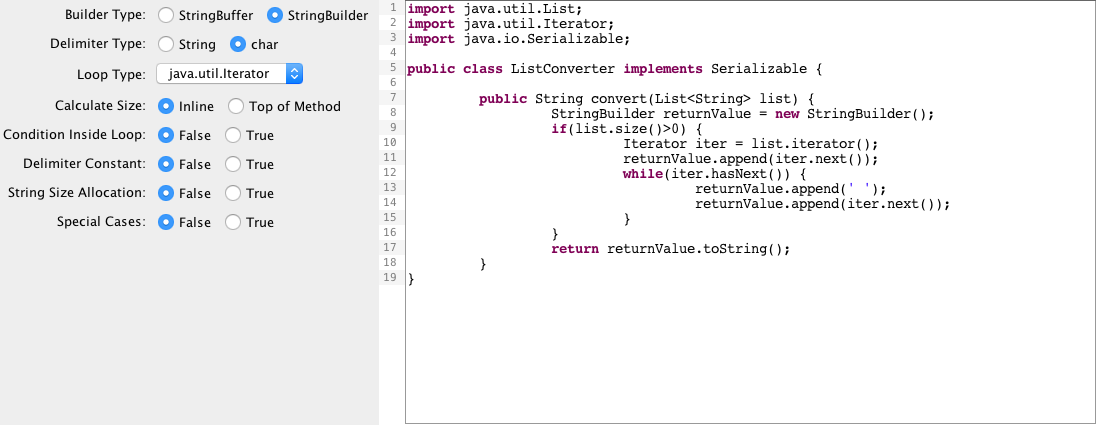 Builder Type: StringBuffer StringBuilder
Delimiter Type: String char
Loop Type: java.util.Iterator
Calculate Size: Inline Top of Method
Condition Inside Loop: False True
Delimiter Constant: False True
String Size Allocation: False True
Special Cases: False True
1 import java.util.List;
2 import java.util.Iterator;
3 import java.io.Serializable;
4
5 public class ListConverter implements Serializable {
6
7 public String convert(List<String> list) {
8 StringBuilder returnValue = new StringBuilder();
9 if(list.size()>0) {
10 Iterator iter = list.iterator();
11 returnValue.append(iter.next());
12 while(iter.hasNext()) {
13 returnValue.append(' ');
14 returnValue.append(iter.next());
15 }
16 }
17 return returnValue.toString();
18 }
19 }